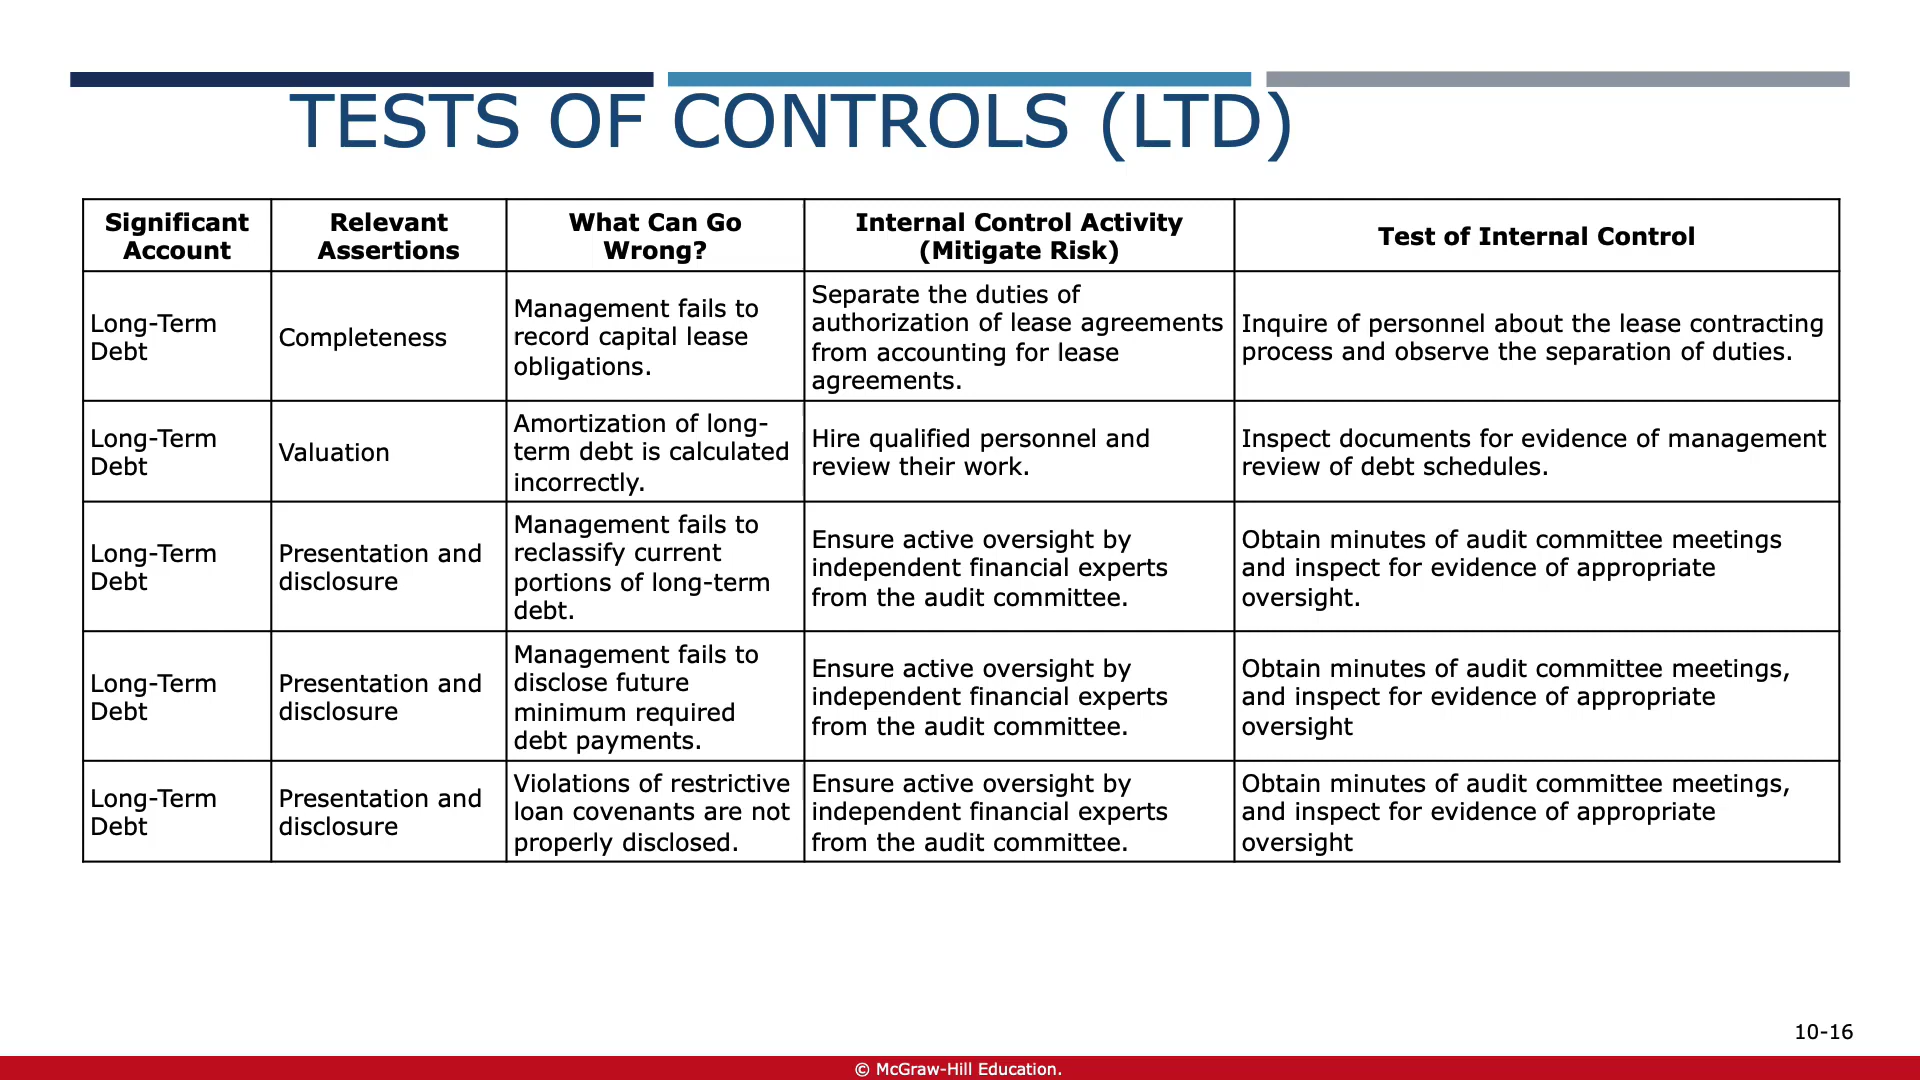 TESTS OF CONTROLS (LTD)
Significant
Account
Relevant
Assertions
What Can Go
Wrong?
Internal Control Activity
(Mitigate Risk)
Test of Internal Control
Long-Term
Debt
Completeness
Management fails to
record capital lease
obligations.
Separate the duties of
authorization of lease agreements
from accounting for lease
agreements.
Inquire of personnel about the lease contracting
process and observe the separation of duties.
Long-Term
Debt
Valuation
Amortization of long-
term debt is calculated
incorrectly.
Hire qualified personnel and
review their work.
Inspect documents for evidence of management
review of debt schedules.
Long-Term
Debt
Presentation and
disclosure
Management fails to
reclassify current
portions of long-term
debt.
Ensure active oversight by
independent financial experts
from the audit committee.
Obtain minutes of audit committee meetings
and inspect for evidence of appropriate
oversight.
Long-Term
Debt
Presentation and
disclosure
Management fails to
disclose future
minimum required
debt payments.
Ensure active oversight by
independent financial experts
from the audit committee.
Obtain minutes of audit committee meetings,
and inspect for evidence of appropriate
oversight
Long-Term
Debt
Presentation and
disclosure
Violations of restrictive
loan covenants are not
properly disclosed.
Ensure active oversight by
independent financial experts
from the audit committee.
Obtain minutes of audit committee meetings,
and inspect for evidence of appropriate
oversight
10-16
© McGraw-Hill Education.